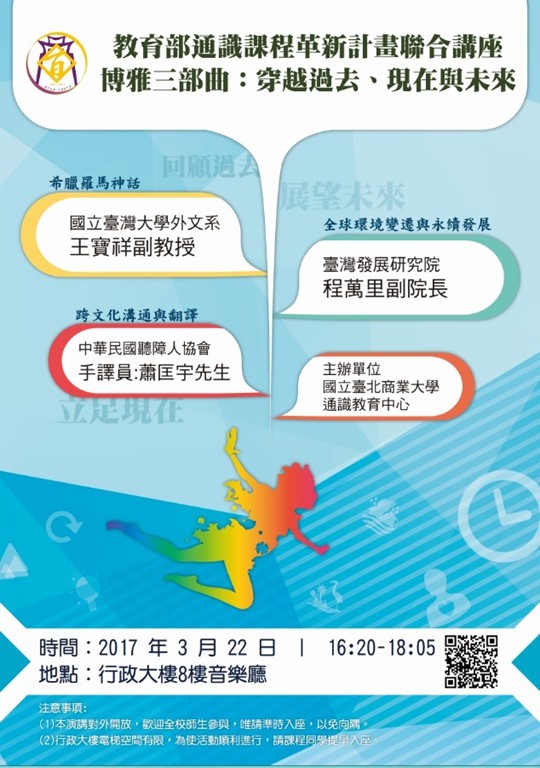 教育部通識課程革新計畫聯合講座
博雅三部曲：穿越過去、現在與未來
回顧過去
展望未來
希臘羅馬神話
國立臺灣大學外文系
王寶祥副教授
全球環境變遷與永續發展
臺灣發展研究院
程萬里副院長
跨文化溝通與翻譯
中華民國聽障人協會
手譯員:蕭匡宇先生
主辦單位
國立臺北商業大學
通識教育中心
立足現在
時間：2017 年 3 月 22 日 | 16:20-18:05
地點：行政大樓8樓音樂廳
注意事項:
(1)本演講對外開放，歡迎全校師生參與，唯請準時入座，以免向隅。
(2)行政大樓電梯空間有限，為使活動順利進行，請課程同學提早入座。